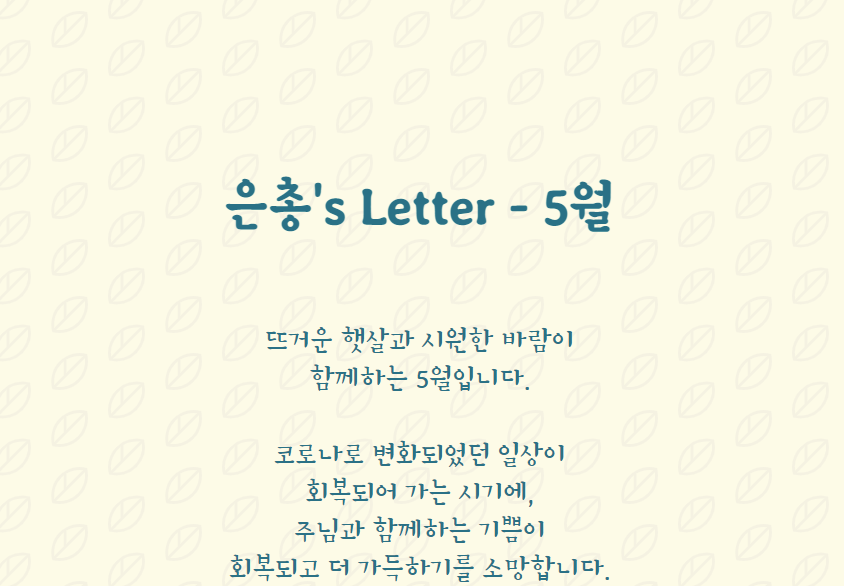 은총's Letter - 5월
뜨거운 햇살과 시원한 바람이
함께하는 5월입니다.
코로나로 변화되었던 일상이
회복되어 가는 시기에,
주님과 함께하는 기쁨이
회복되고 더 가득하기를 소망합니다.